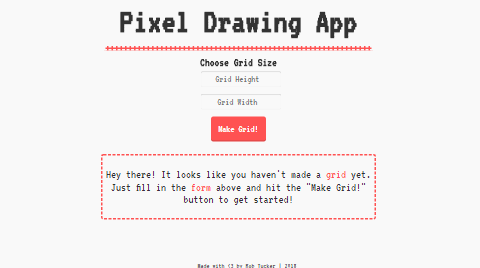 Pixel Drawing App
Choose Grid Size
Grid Height
Grid Width
Make Grid!
Hey there! It looks like you haven't made a grid yet.
Just fill in the form above and hit the "Make Grid!"
button to get started!
Made with <3 by Rob Tucker | 2018